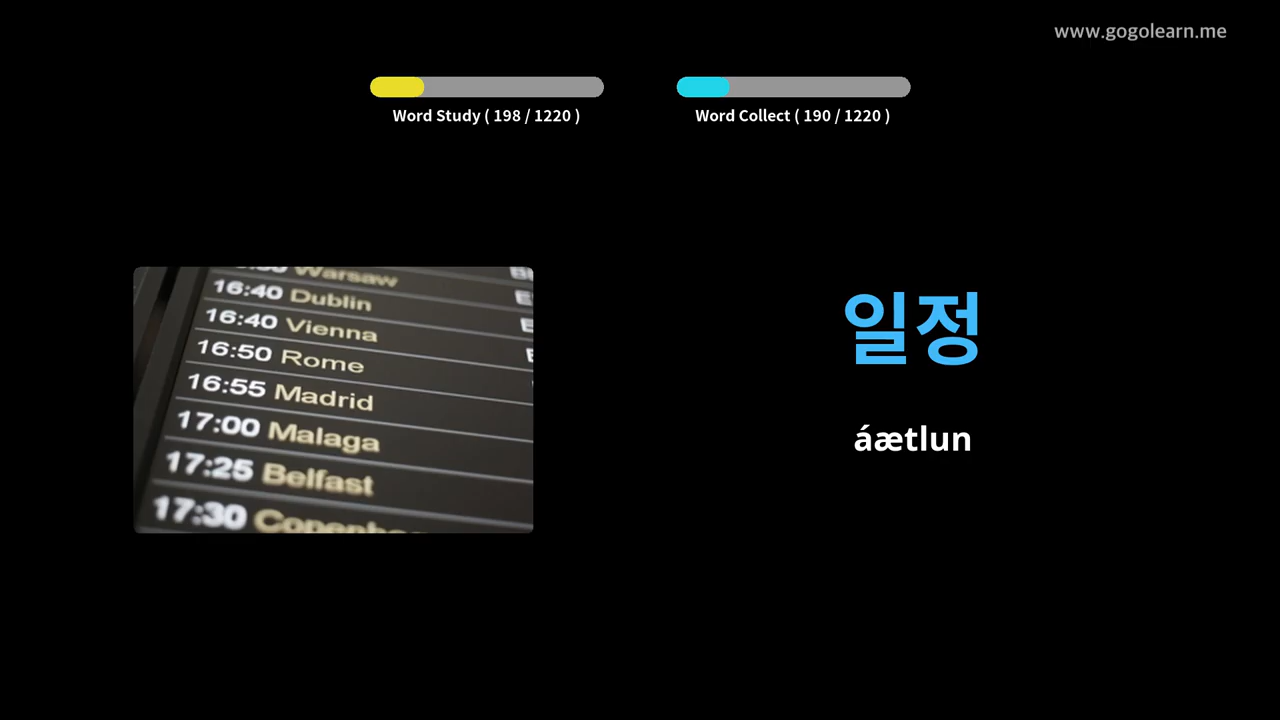 www.gogolearn.me
Word Study ( 198 / 1220 )
Word Collect ( 190 / 1220 )
Warsaw
16:40 Dublin
16:40 Vienna
16:50 Rome
16:55 Madrid
17:00 Malaga
17:25 Belfast
17:30
일정
áætlun